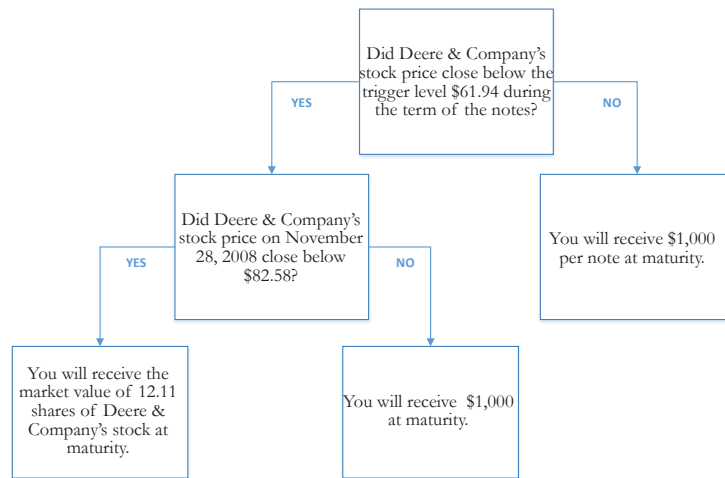 Did Deere & Company's
stock price close below the
trigger level $61.94 during
the term of the notes?
YES
NO
Did Deere & Company's
stock price on November
28, 2008 close below
$82.58?
You will receive $1,000
per note at maturity.
YES
NO
You will receive the
market value of 12.11
shares of Deere &
Company's stock at
maturity.
You will receive $1,000
at maturity.